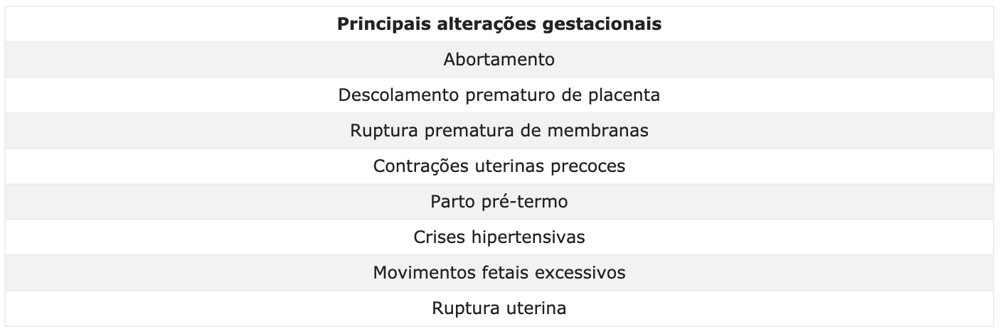 Principais alterações gestacionais
Abortamento
Descolamento prematuro de placenta
Ruptura prematura de membranas
Contrações uterinas precoces
Parto pré-termo
Crises hipertensivas
Movimentos fetais excessivos
Ruptura uterina